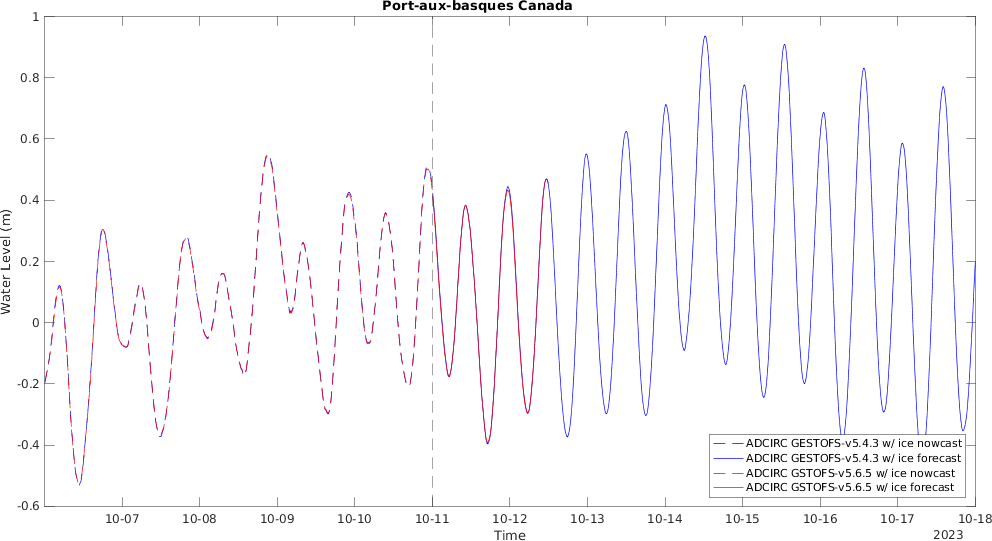 Port-aux-basques Canada
1
0.8
0.6
0.4
0.2
0
-0.2
-0.4
-0.6
Water Level (m)
ADCIRC GESTOFS-v5.4.3 w/ ice nowcast
ADCIRC GESTOFS-v5.4.3 w/ ice forecast
ADCIRC GSTOFS-v5.6.5 w/ ice nowcast
ADCIRC GSTOFS-v5.6.5 w/ ice forecast
10-07 10-08 10-09 10-10 10-11 10-12 10-13 10-14 10-15 10-16 10-17 10-18
Time
2023